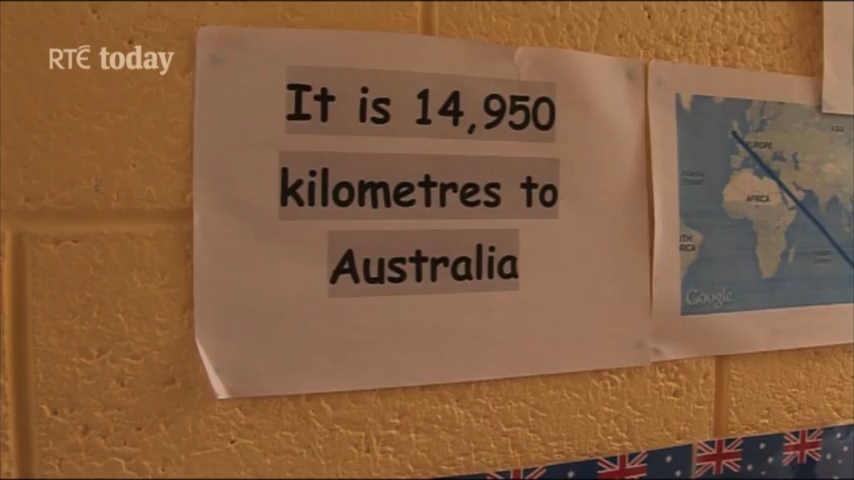 RTÉ today
It is 14,950
kilometres to
Australia
EUROPE
ASIA
AFRICA
Google